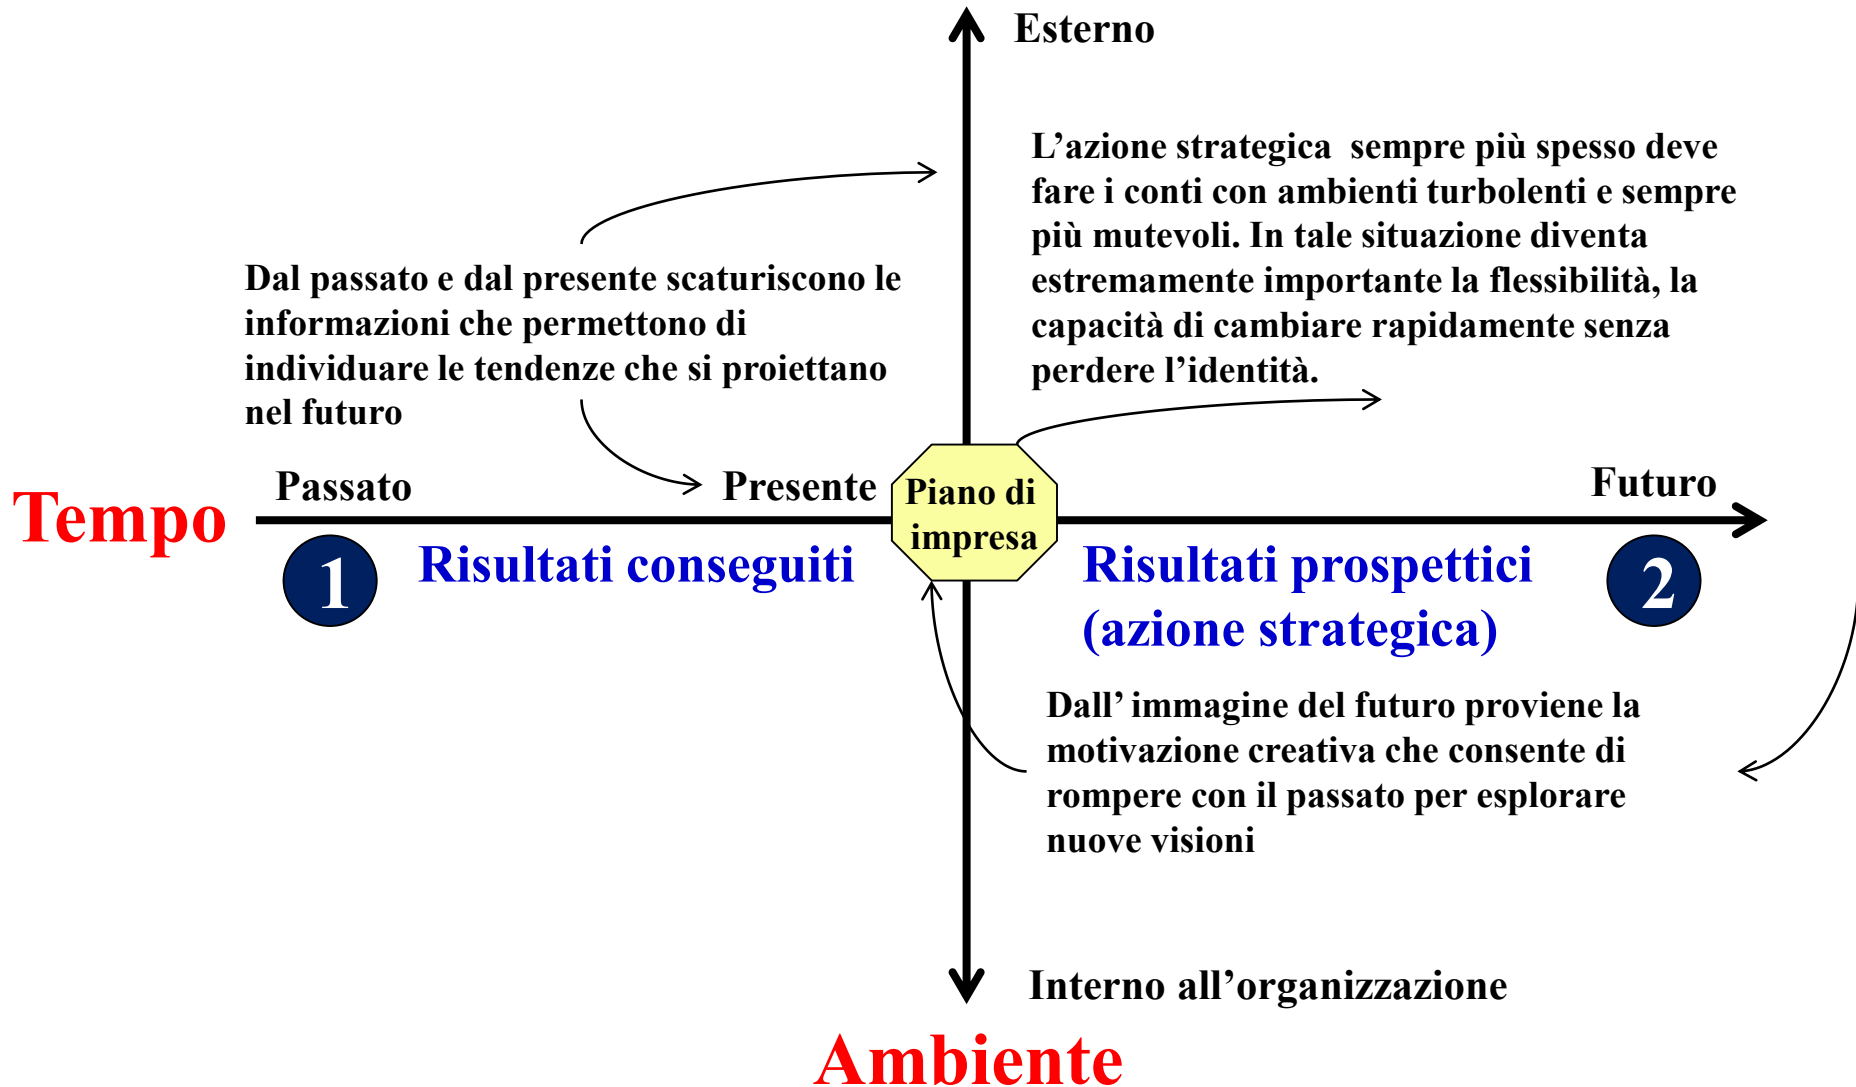 Esterno
L’azione strategica sempre più spesso deve
fare i conti con ambienti turbolenti e sempre
più mutevoli. In tale situazione diventa
estremamente importante la flessibilità, la
capacità di cambiare rapidamente senza
perdere l’identità.
Dal passato e dal presente scaturiscono le
informazioni che permettono di
individuare le tendenze che si proiettano
nel futuro
Tempo
Passato
Presente
Piano di
impresa
Futuro
1
Risultati conseguiti
Risultati prospettici
(azione strategica)
2
Dall’ immagine del futuro proviene la
motivazione creativa che consente di
rompere con il passato per esplorare
nuove visioni
Interno all’organizzazione
Ambiente